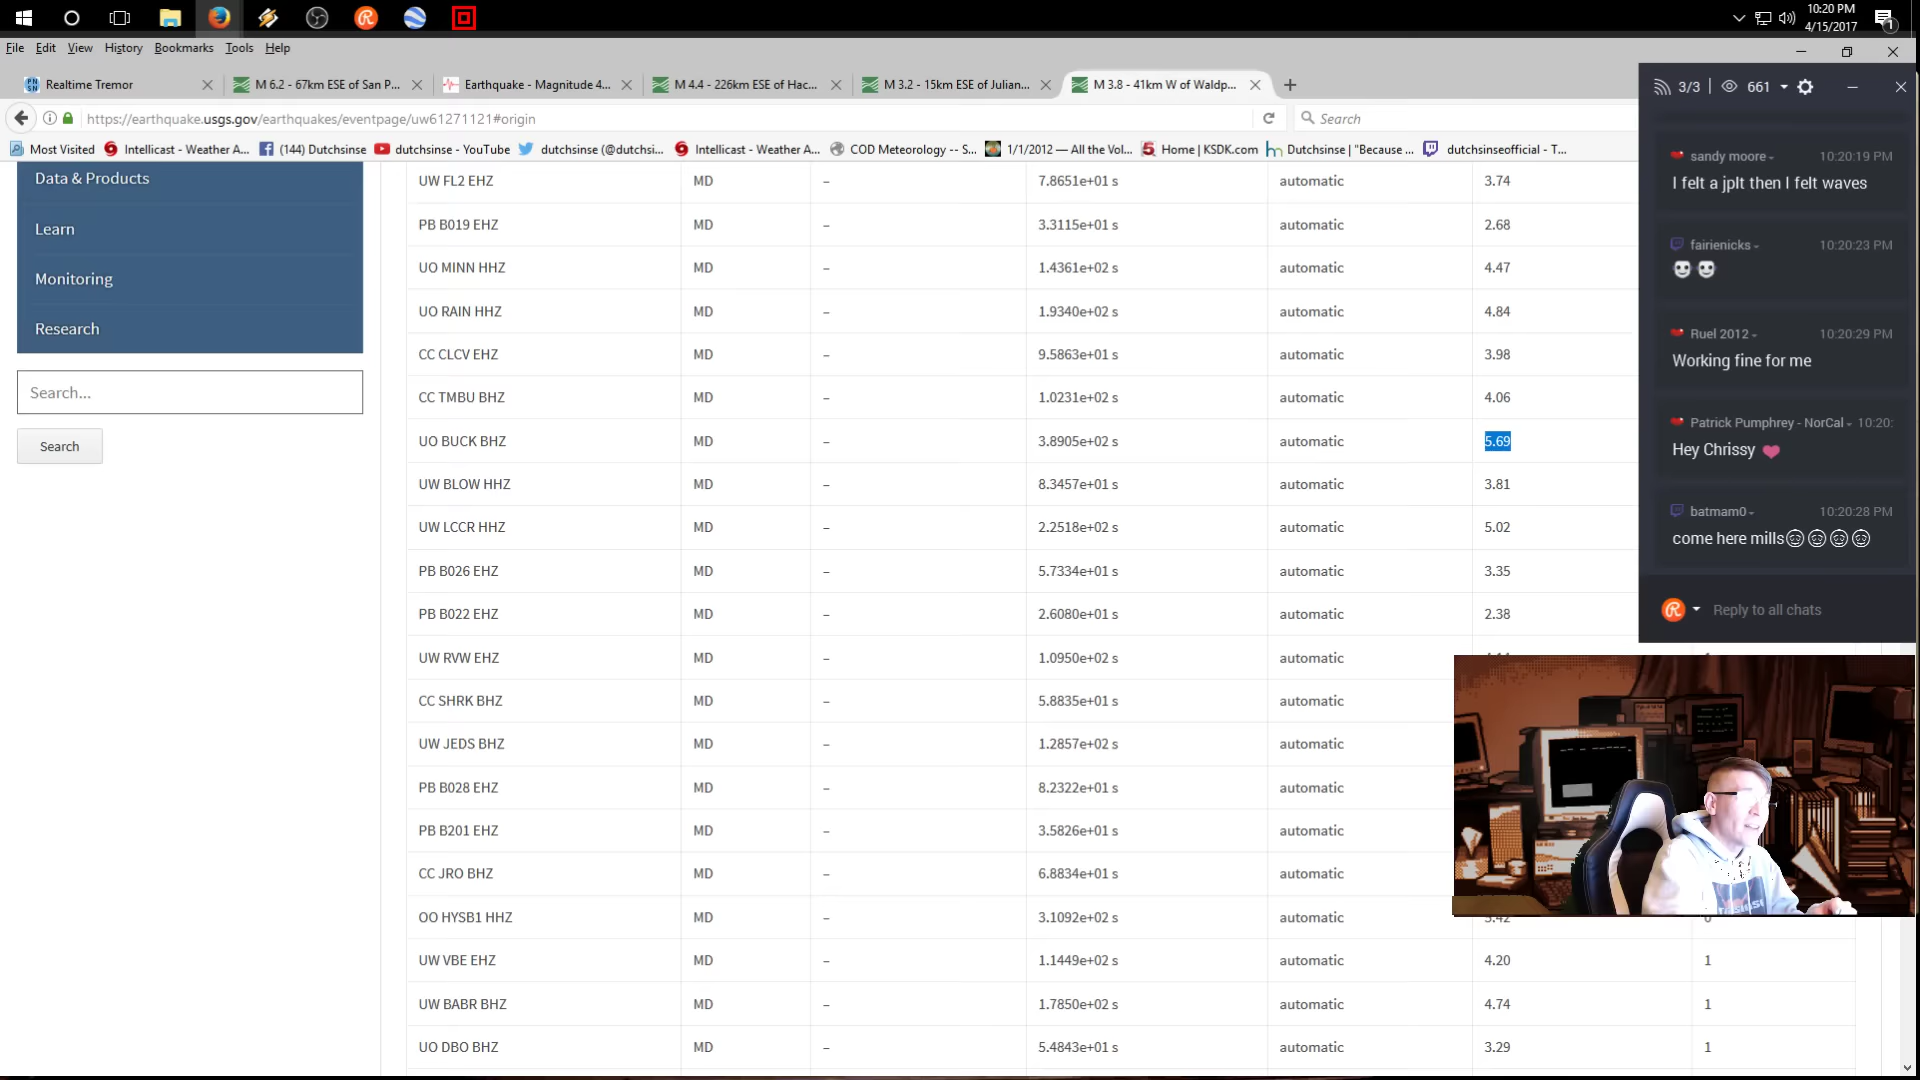 10:20 PM
4/15/2017
1
File Edit View History Bookmarks Tools Help
Realtime Tremor
M 6.2 - 67km ESE of San P...
Earthquake - Magnitude 4...
M 4.4 - 226km ESE of Hac...
M 3.2 - 15km ESE of Julian...
M 3.8 - 41km W of Waldp...
https://earthquake.usgs.gov/earthquakes/eventpage/uw61271121#origin
Search
Most Visited
Intellicast - Weather A...
(144) Dutchsinse
dutchsinse - YouTube
dutchsinse (@dutchsi...
Intellicast - Weather A...
COD Meteorology -- S...
1/1/2012 — All the Vol...
Home | KSDK.com
Dutchsinse | "Because ...
dutchsinseofficial - T...
Data & Products
Learn
Monitoring
Research
Search...
Search
UW FL2 EHZ MD – 7.8651e+01 s automatic 3.74
PB B019 EHZ MD – 3.3115e+01 s automatic 2.68
UO MINN HHZ MD – 1.4361e+02 s automatic 4.47
UO RAIN HHZ MD – 1.9340e+02 s automatic 4.84
CC CLCV EHZ MD – 9.5863e+01 s automatic 3.98
CC TMBU BHZ MD – 1.0231e+02 s automatic 4.06
UO BUCK BHZ MD – 3.8905e+02 s automatic 5.69
UW BLOW HHZ MD – 8.3457e+01 s automatic 3.81
UW LCCR HHZ MD – 2.2518e+02 s automatic 5.02
PB B026 EHZ MD – 5.7334e+01 s automatic 3.35
PB B022 EHZ MD – 2.6080e+01 s automatic 2.38
UW RVW EHZ MD – 1.0950e+02 s automatic
CC SHRK BHZ MD – 5.8835e+01 s automatic
UW JEDS BHZ MD – 1.2857e+02 s automatic
PB B028 EHZ MD – 8.2322e+01 s automatic
PB B201 EHZ MD – 3.5826e+01 s automatic
CC JRO BHZ MD – 6.8834e+01 s automatic
OO HYSB1 HHZ MD – 3.1092e+02 s automatic
UW VBE EHZ MD – 1.1449e+02 s automatic 4.20 1
UW BABR BHZ MD – 1.7850e+02 s automatic 4.74 1
UO DBO BHZ MD – 5.4843e+01 s automatic 3.29 1
3/3 661
sandy moore 10:20:19 PM
I felt a jplt then I felt waves
fairienicks 10:20:23 PM
Ruel 2012 10:20:29 PM
Working fine for me
Patrick Pumphrey - NorCal 10:20:
Hey Chrissy
batmam0 10:20:28 PM
come here mills
Reply to all chats